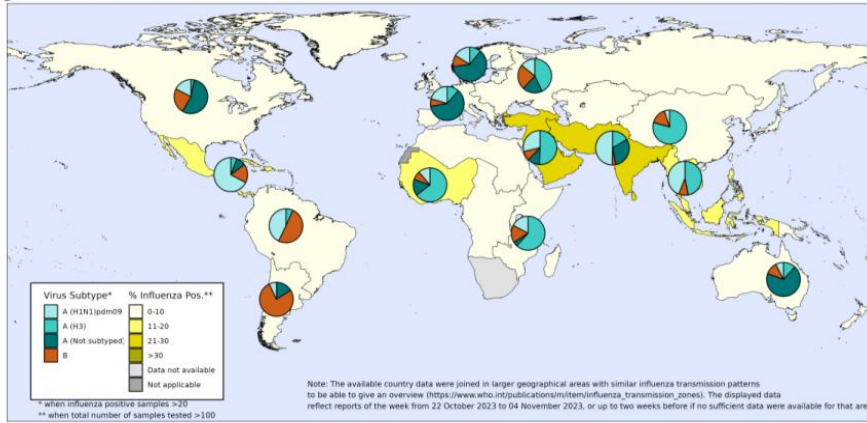 Virus Subtype*
A (H1N1)pdm09
A (H3)
A (Not subtyped)
B
% Influenza Pos.**
0-10
11-20
21-30
>30
Data not available
Not applicable
* when influenza positive samples >20
** when total number of samples tested >100
Note: The available country data were joined in larger geographical areas with similar influenza transmission patterns
to be able to give an overview (https://www.who.int/publications/m/item/influenza_transmission_zones). The displayed data
reflect reports of the week from 22 October 2023 to 04 November 2023, or up to two weeks before if no sufficient data were available for that are